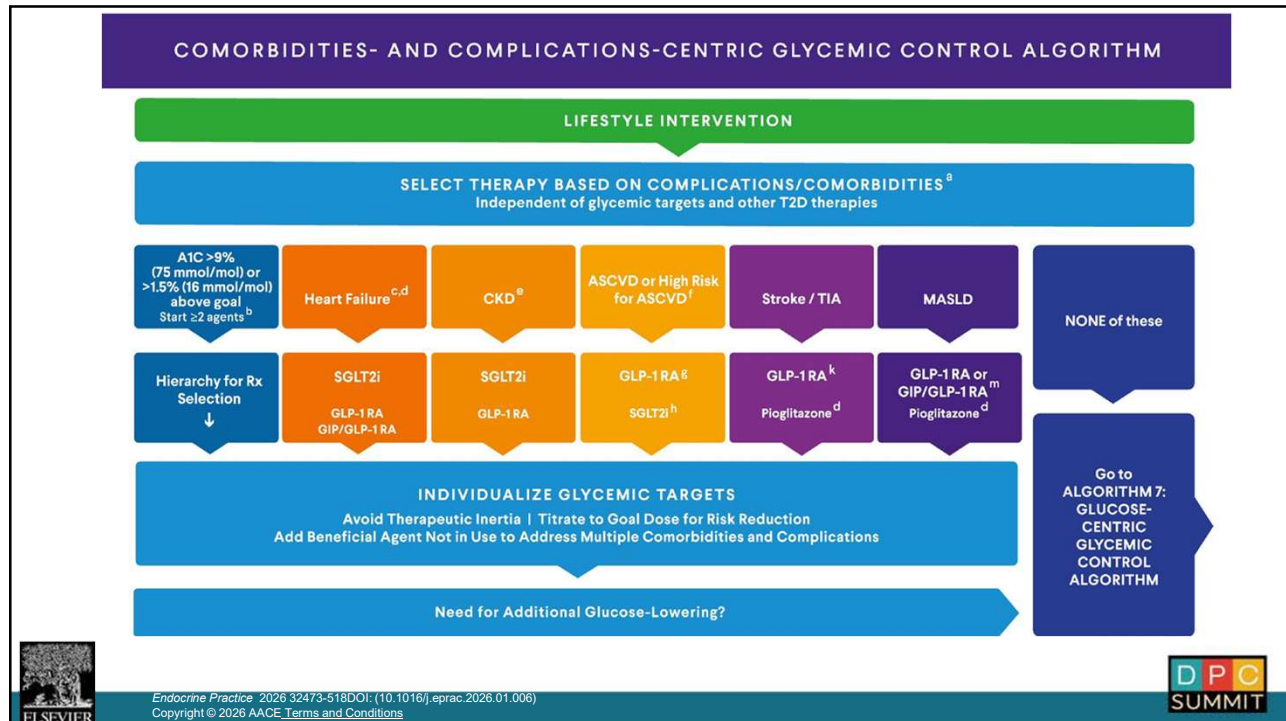 COMORBIDITIES- AND COMPLICATIONS-CENTRIC GLYCEMIC CONTROL ALGORITHM
LIFESTYLE INTERVENTION
SELECT THERAPY BASED ON COMPLICATIONS/COMORBIDITIES a
Independent of glycemic targets and other T2D therapies
A1C >9%
(75 mmol/mol) or
>1.5% (16 mmol/mol)
above goal
Start ≥2 agents b
Heart Failure c,d
CKD e
ASCVD or High Risk
for ASCVD f
Stroke / TIA
MASLD
NONE of these
Hierarchy for Rx
Selection
↓
SGLT2i
GLP-1 RA
GIP/GLP-1 RA
SGLT2i
GLP-1 RA
GLP-1 RA g
SGLT2i h
GLP-1 RA k
Pioglitazone d
GLP-1 RA or
GIP/GLP-1 RA m
Pioglitazone d
INDIVIDUALIZE GLYCEMIC TARGETS
Avoid Therapeutic Inertia | Titrate to Goal Dose for Risk Reduction
Add Beneficial Agent Not in Use to Address Multiple Comorbidities and Complications
Go to
ALGORITHM 7:
GLUCOSE-
CENTRIC
GLYCEMIC
CONTROL
ALGORITHM
Need for Additional Glucose-Lowering?
ELSEVIER
Endocrine Practice 2026 32473-518DOI: (10.1016/j.eprac.2026.01.006)
Copyright © 2026 AACE Terms and Conditions
DPC
SUMMIT